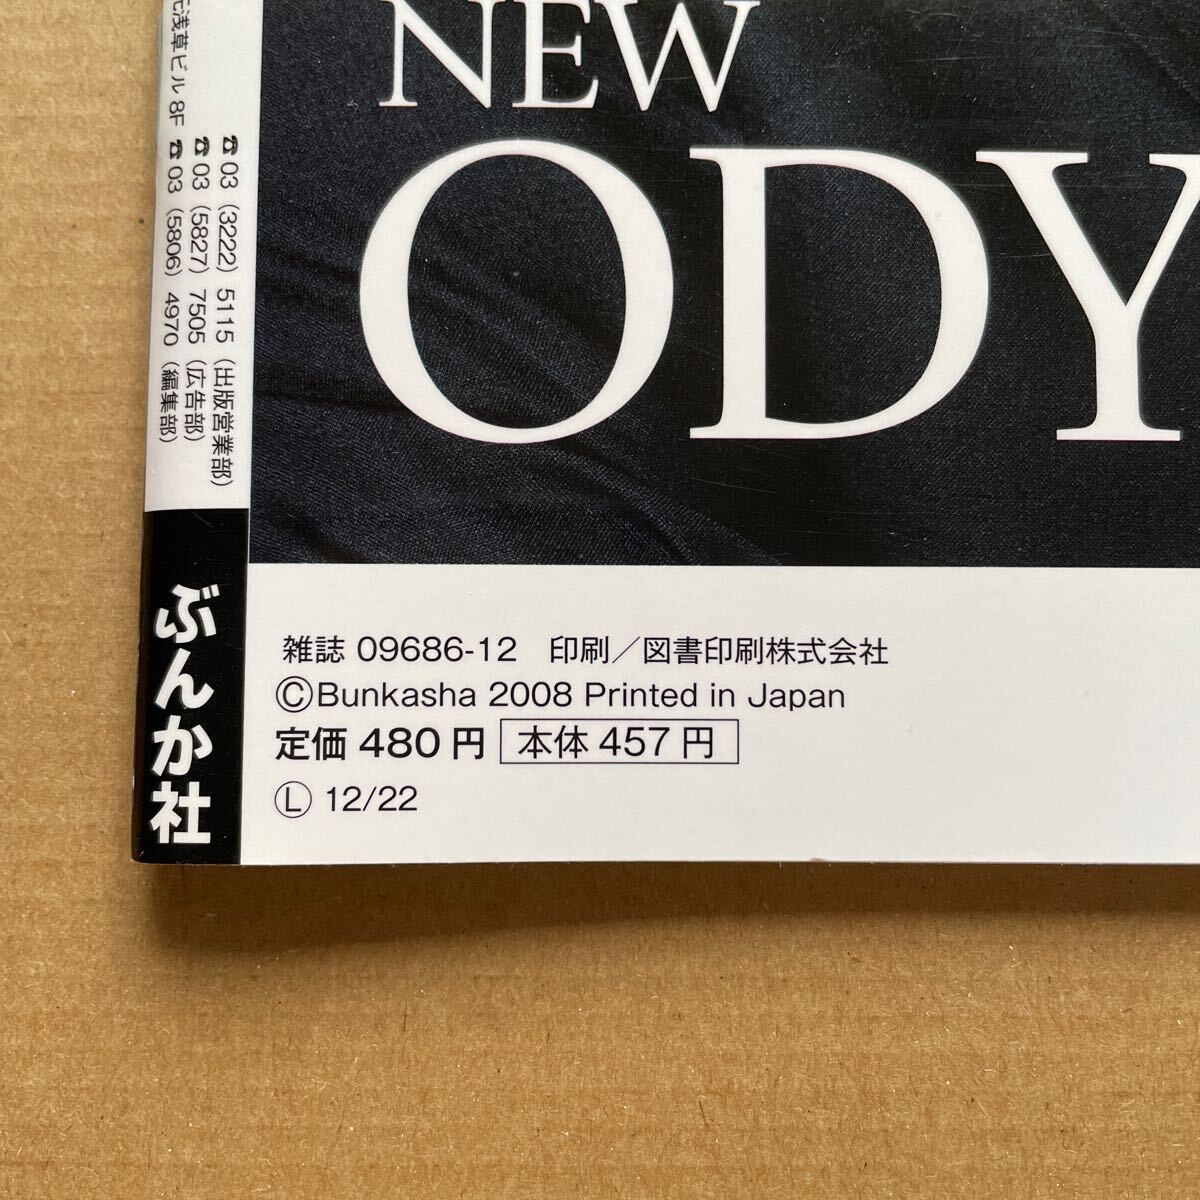 NEW
ODY
浅草ビル 8F
☎ 03 (3222) 5115 (出版営業部)
☎ 03 (5827) 7505 (広告部)
☎ 03 (5806) 4970 (編集部)
ぶんか社
雑誌 09686-12 印刷／図書印刷株式会社
©Bunkasha 2008 Printed in Japan
定価 480 円 本体 457 円
Ⓛ 12/22